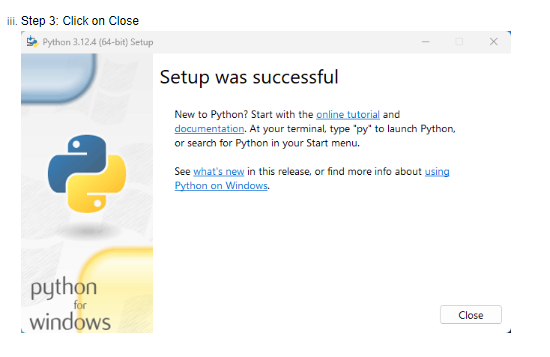 iii. Step 3: Click on Close
Python 3.12.4 (64-bit) Setup
Setup was successful
New to Python? Start with the online tutorial and
documentation. At your terminal, type "py" to launch Python,
or search for Python in your Start menu.
See what's new in this release, or find more info about using
Python on Windows.
python
for
windows
Close